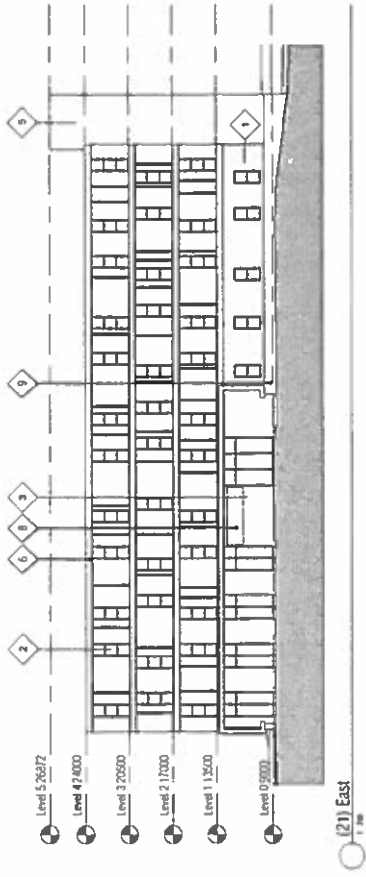 2
6
8
3
9
5
1
Level 5 26872
Level 4 24000
Level 3 20500
Level 2 17000
Level 1 13500
Level 0 9000
(21) East